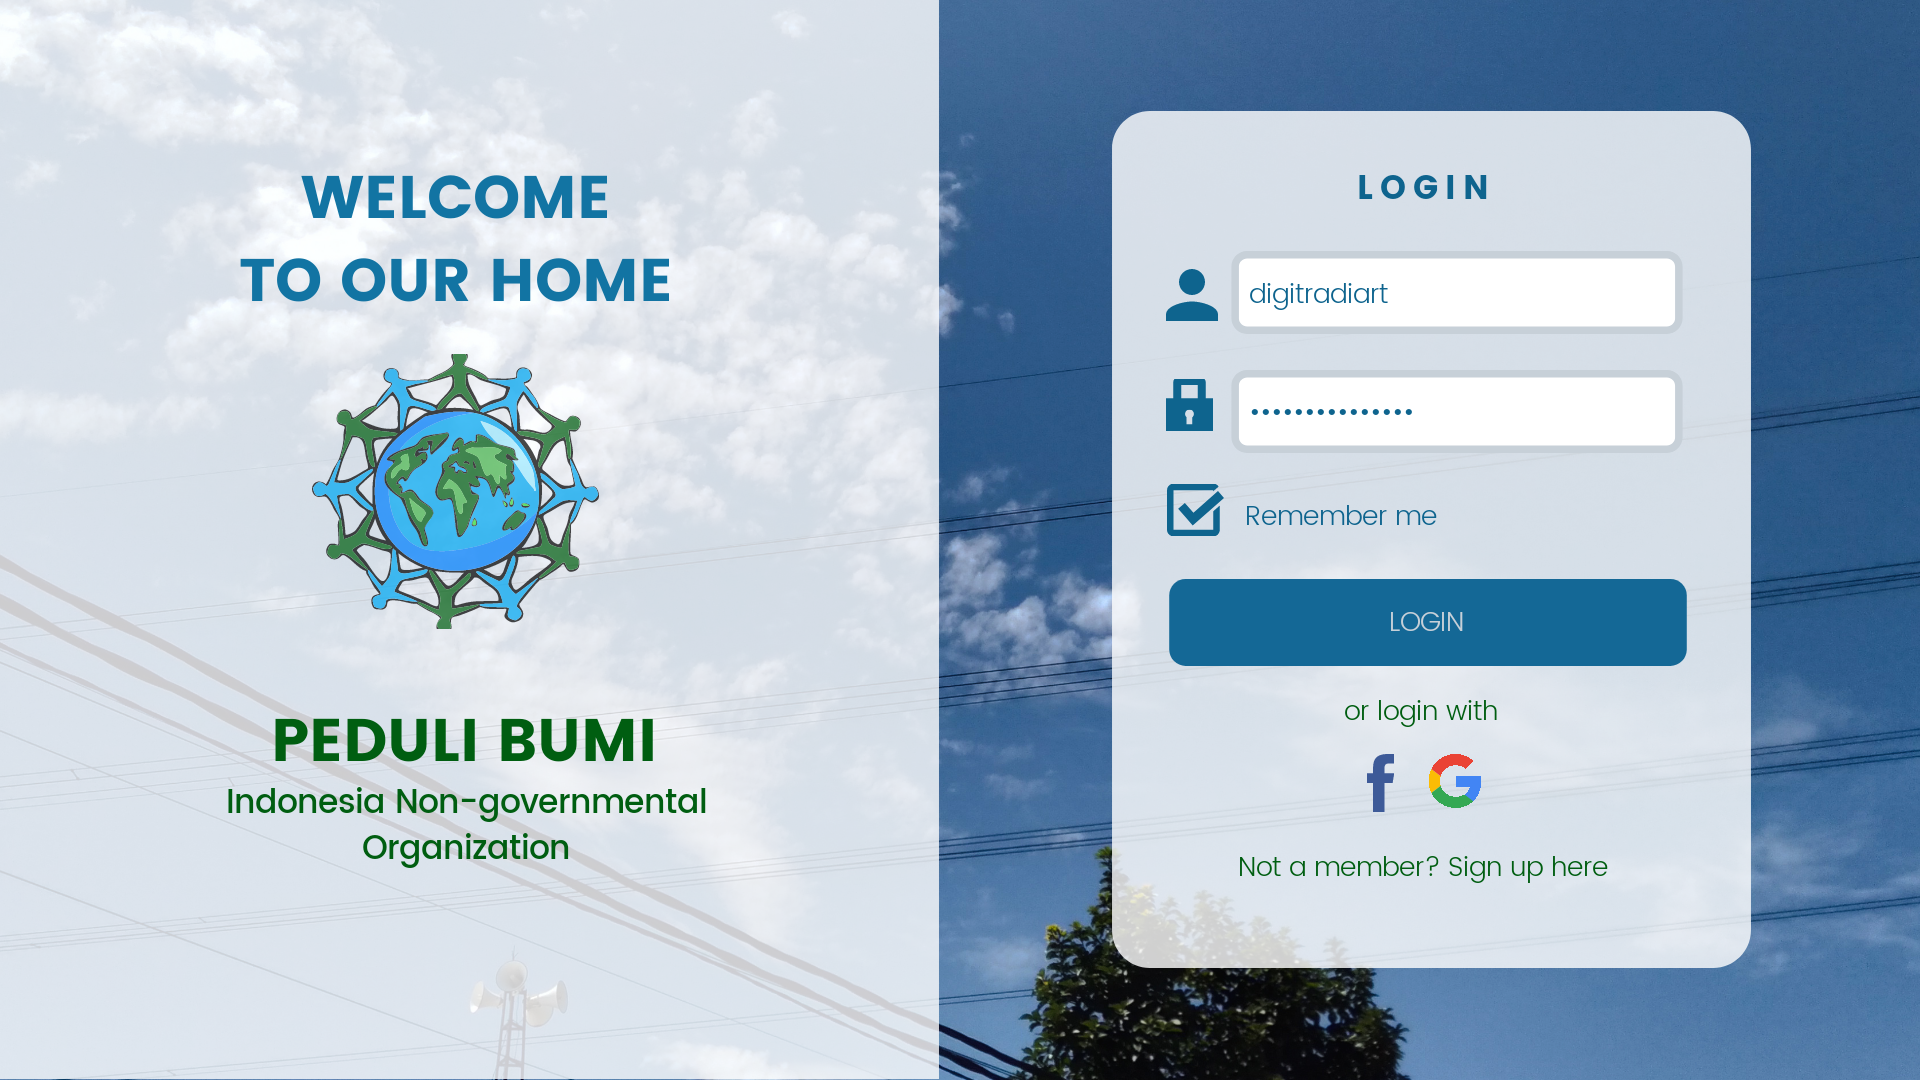 WELCOME
TO OUR HOME
PEDULI BUMI
Indonesia Non-governmental
Organization
LOGIN
digitradiart
•••••••••••••••
Remember me
LOGIN
or login with
Not a member? Sign up here